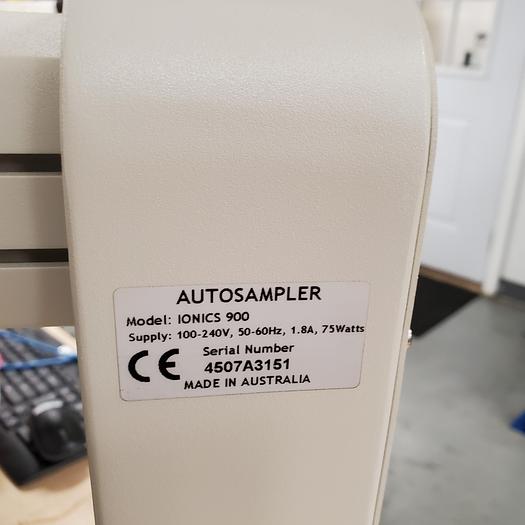 AUTOSAMPLER
Model: IONICS 900
Supply: 100-240V, 50-60Hz, 1.8A, 75Watts
Serial Number
CE 4507A3151
MADE IN AUSTRALIA